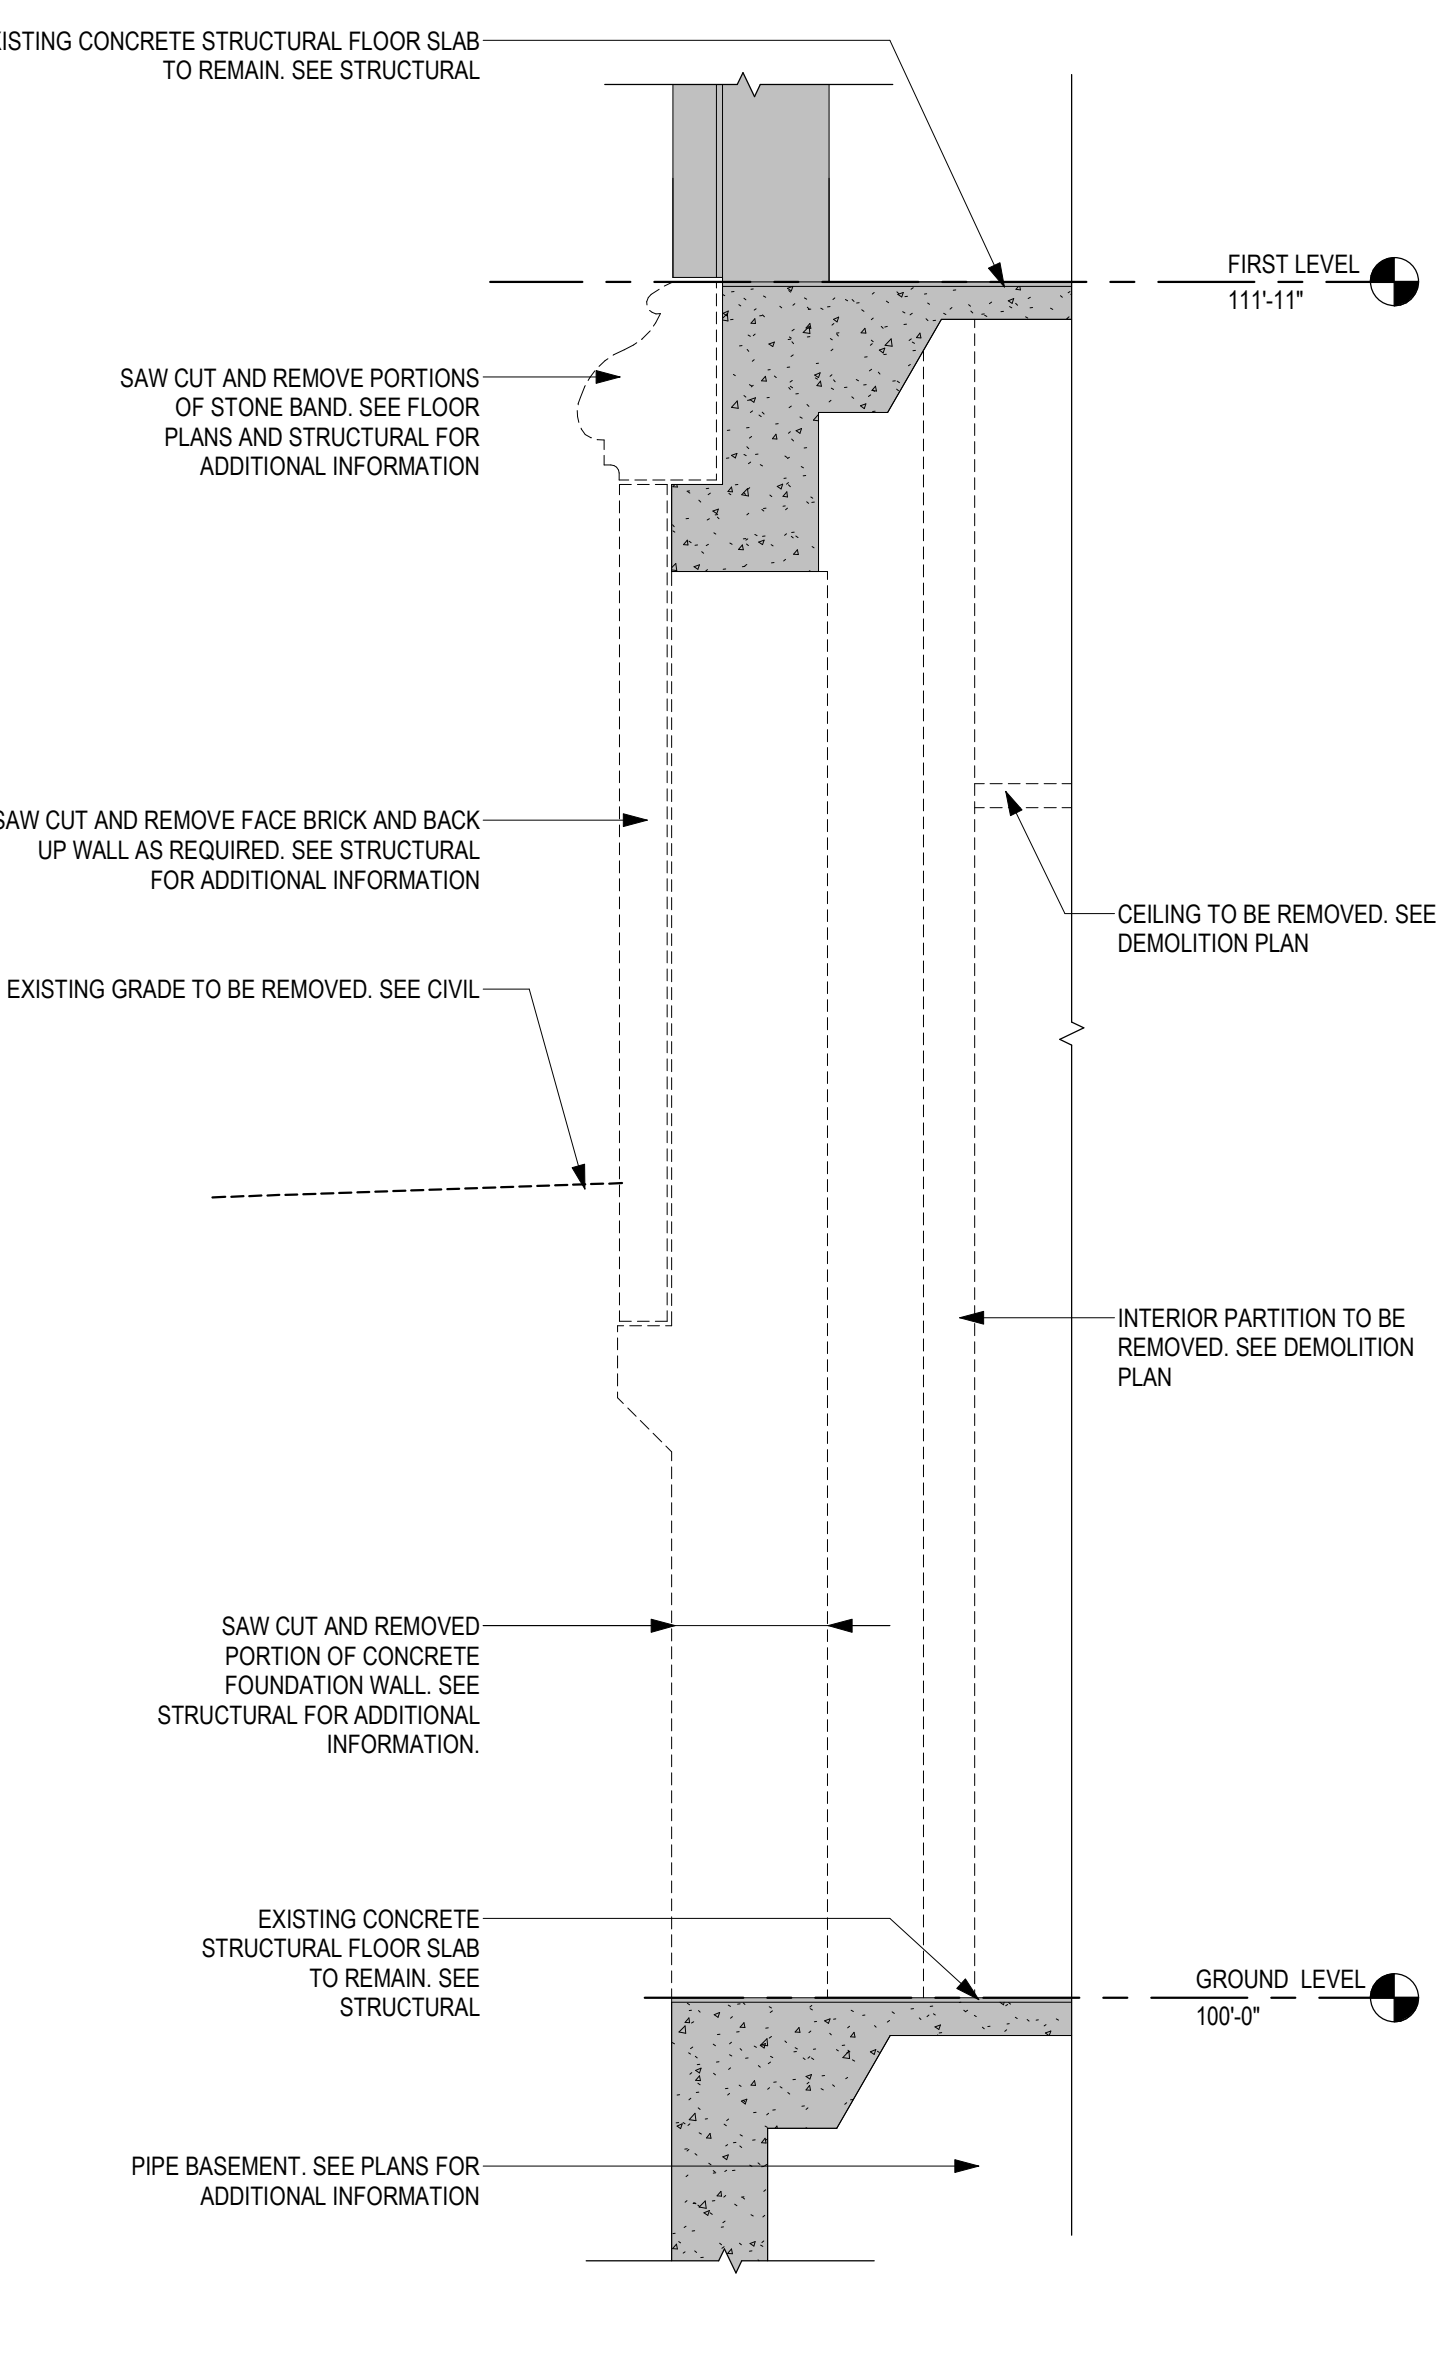 ISTING CONCRETE STRUCTURAL FLOOR SLAB
TO REMAIN. SEE STRUCTURAL
FIRST LEVEL
111'-11"
SAW CUT AND REMOVE PORTIONS
OF STONE BAND. SEE FLOOR
PLANS AND STRUCTURAL FOR
ADDITIONAL INFORMATION
SAW CUT AND REMOVE FACE BRICK AND BACK
UP WALL AS REQUIRED. SEE STRUCTURAL
FOR ADDITIONAL INFORMATION
CEILING TO BE REMOVED. SEE
DEMOLITION PLAN
EXISTING GRADE TO BE REMOVED. SEE CIVIL
INTERIOR PARTITION TO BE
REMOVED. SEE DEMOLITION
PLAN
SAW CUT AND REMOVED
PORTION OF CONCRETE
FOUNDATION WALL. SEE
STRUCTURAL FOR ADDITIONAL
INFORMATION.
EXISTING CONCRETE
STRUCTURAL FLOOR SLAB
TO REMAIN. SEE
STRUCTURAL
GROUND LEVEL
100'-0"
PIPE BASEMENT. SEE PLANS FOR
ADDITIONAL INFORMATION